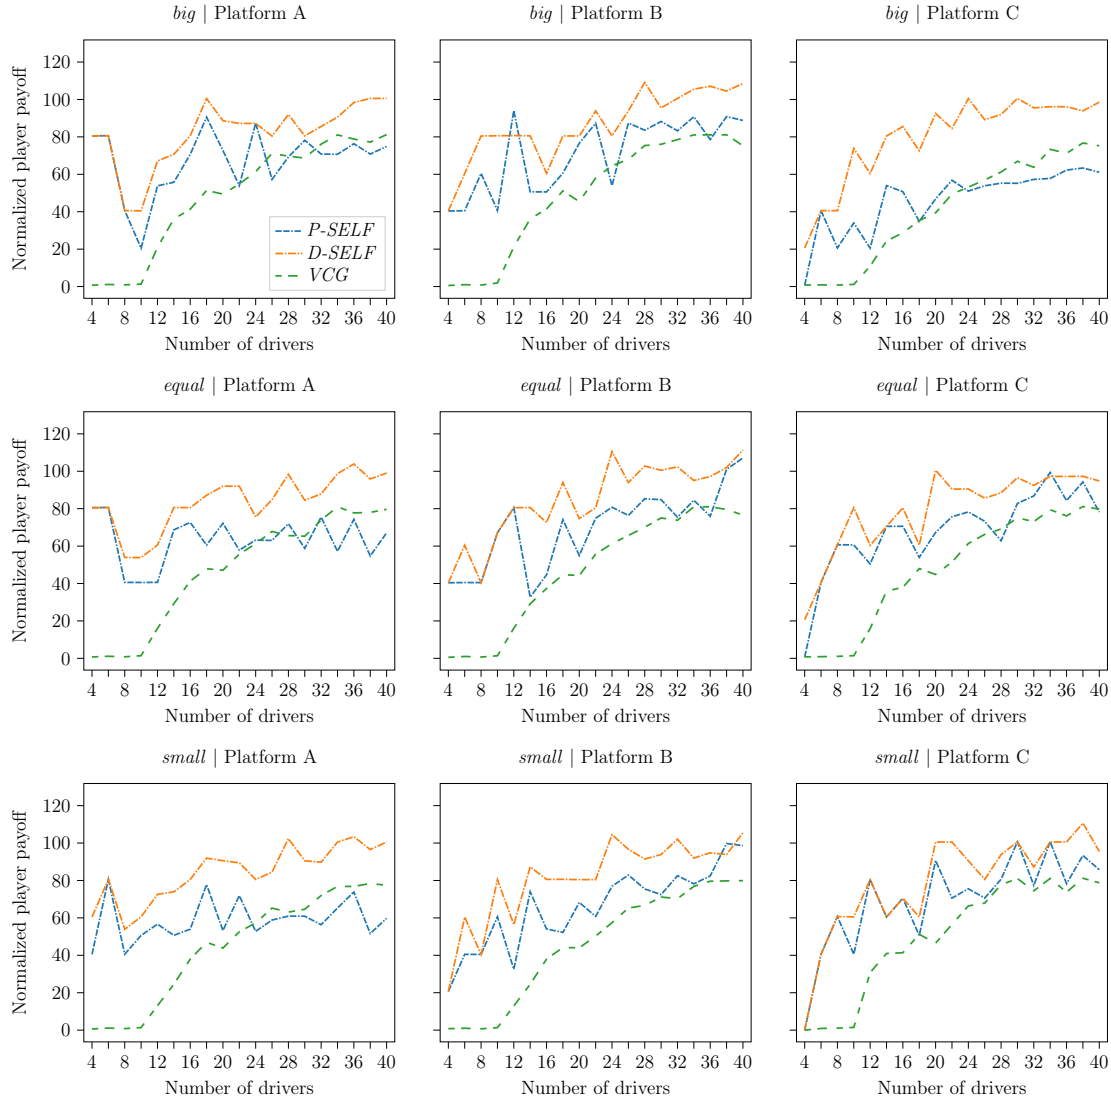 big | Platform A
big | Platform B
big | Platform C
Normalized player payoff
120
100
80
60
40
20
0
P-SELF
D-SELF
VCG
4 8 12 16 20 24 28 32 36 40
4 8 12 16 20 24 28 32 36 40
4 8 12 16 20 24 28 32 36 40
Number of drivers
Number of drivers
Number of drivers
equal | Platform A
equal | Platform B
equal | Platform C
Normalized player payoff
120
100
80
60
40
20
0
4 8 12 16 20 24 28 32 36 40
4 8 12 16 20 24 28 32 36 40
4 8 12 16 20 24 28 32 36 40
Number of drivers
Number of drivers
Number of drivers
small | Platform A
small | Platform B
small | Platform C
Normalized player payoff
120
100
80
60
40
20
0
4 8 12 16 20 24 28 32 36 40
4 8 12 16 20 24 28 32 36 40
4 8 12 16 20 24 28 32 36 40
Number of drivers
Number of drivers
Number of drivers